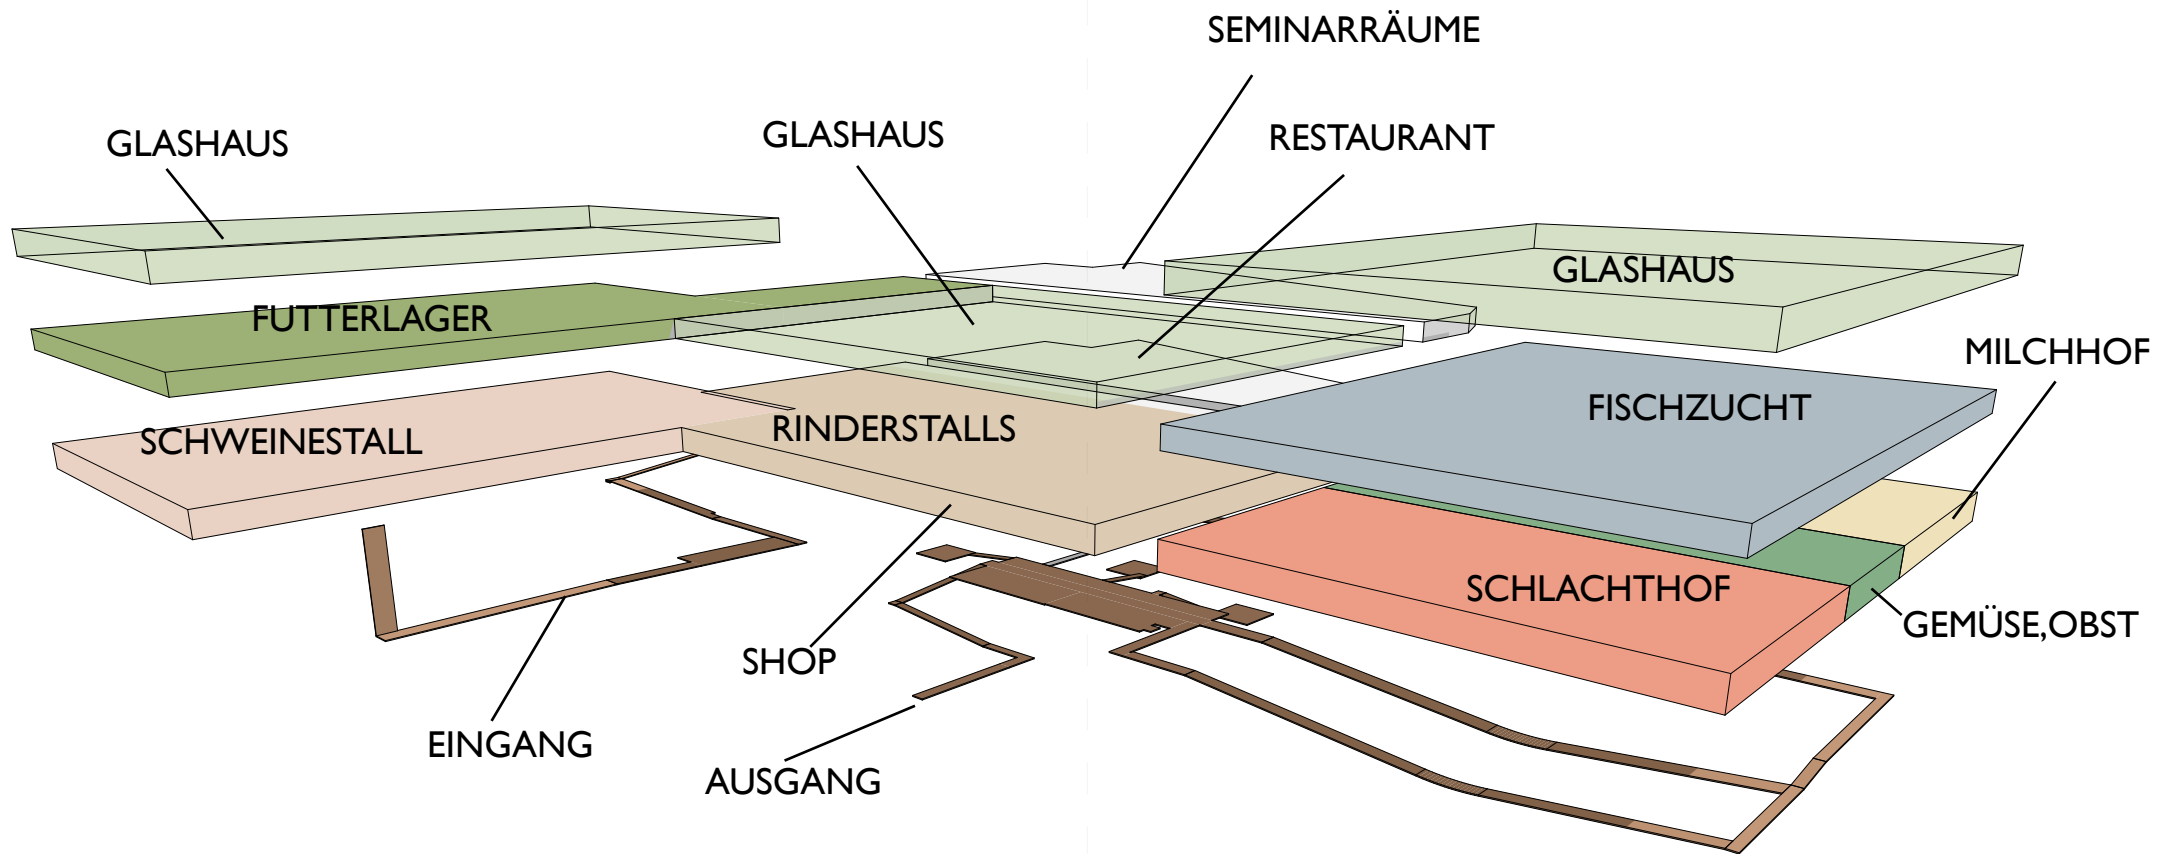 SEMINARRÄUME
GLASHAUS
GLASHAUS
RESTAURANT
GLASHAUS
FUTTERLAGER
MILCHHOF
FISCHZUCHT
SCHWEINESTALL
RINDERSTALLS
SCHLACHTHOF
GEMÜSE,OBST
SHOP
EINGANG
AUSGANG